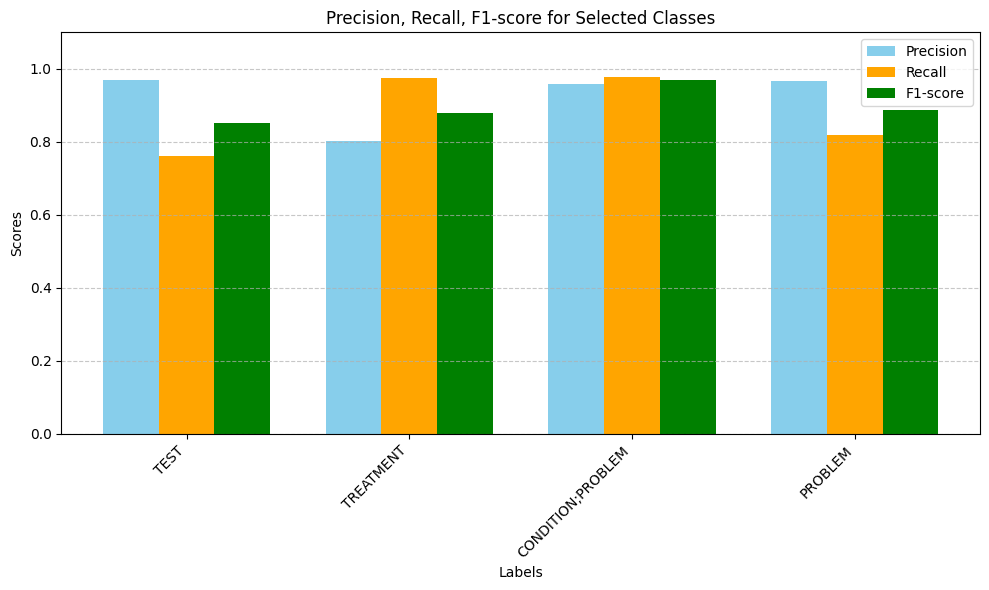 Precision, Recall, F1-score for Selected Classes
Precision
Recall
F1-score
1.0
0.8
0.6
0.4
0.2
0.0
Scores
TEST
TREATMENT
CONDITION;PROBLEM
PROBLEM
Labels